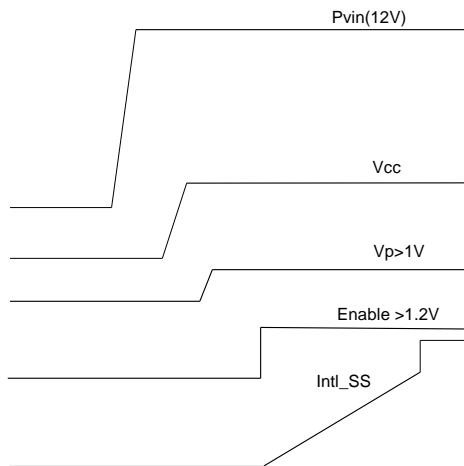 Pvin(12V)
Vcc
Vp>1V
Enable >1.2V
Intl_SS